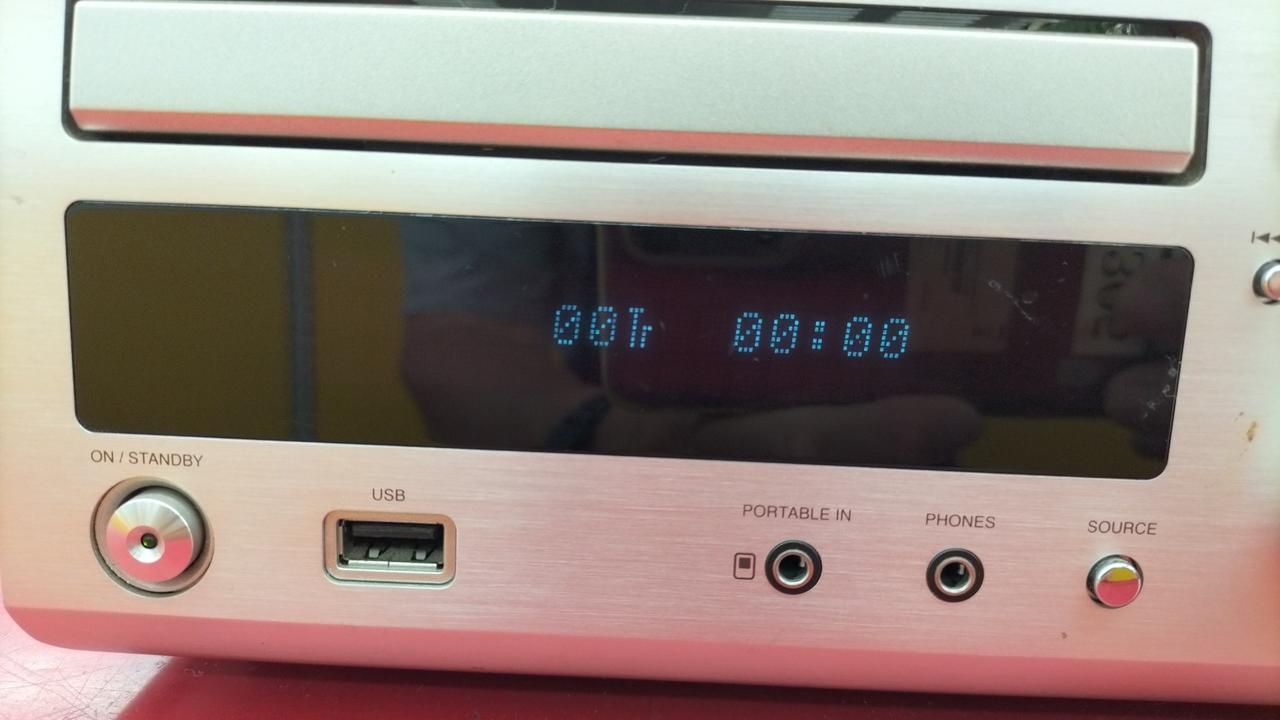 00Tr 00:00
ON / STANDBY
USB
PORTABLE IN
PHONES
SOURCE